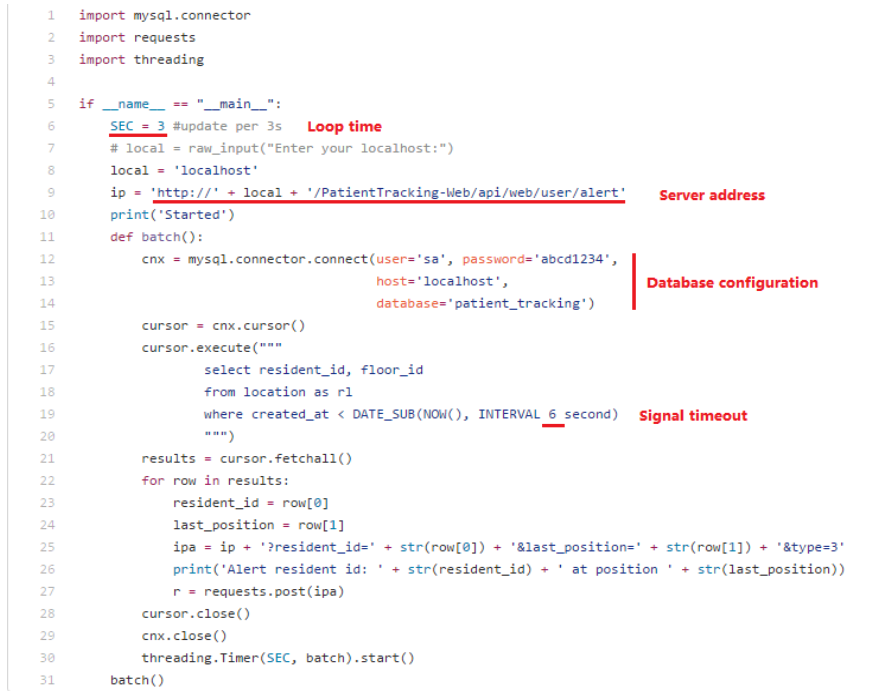 1 import mysql.connector
2 import requests
3 import threading
4
5 if __name__ == "__main__":
6     SEC = 3 #update per 3s Loop time
7     # local = raw_input("Enter your localhost:")
8     local = 'localhost'
9     ip = 'http://' + local + '/PatientTracking-Web/api/web/user/alert' Server address
10     print('Started')
11     def batch():
12         cnx = mysql.connector.connect(user='sa', password='abcd1234',
13                                       host='localhost', Database configuration
14                                       database='patient_tracking')
15         cursor = cnx.cursor()
16         cursor.execute("""
17                 select resident_id, floor_id
18                 from location as rl
19                 where created_at < DATE_SUB(NOW(), INTERVAL 6 second) Signal timeout
20                 """)
21         results = cursor.fetchall()
22         for row in results:
23             resident_id = row[0]
24             last_position = row[1]
25             ipa = ip + '?resident_id=' + str(row[0]) + '&last_position=' + str(row[1]) + '&type=3'
26             print('Alert resident id: ' + str(resident_id) + ' at position ' + str(last_position))
27             r = requests.post(ipa)
28         cursor.close()
29         cnx.close()
30         threading.Timer(SEC, batch).start()
31     batch()